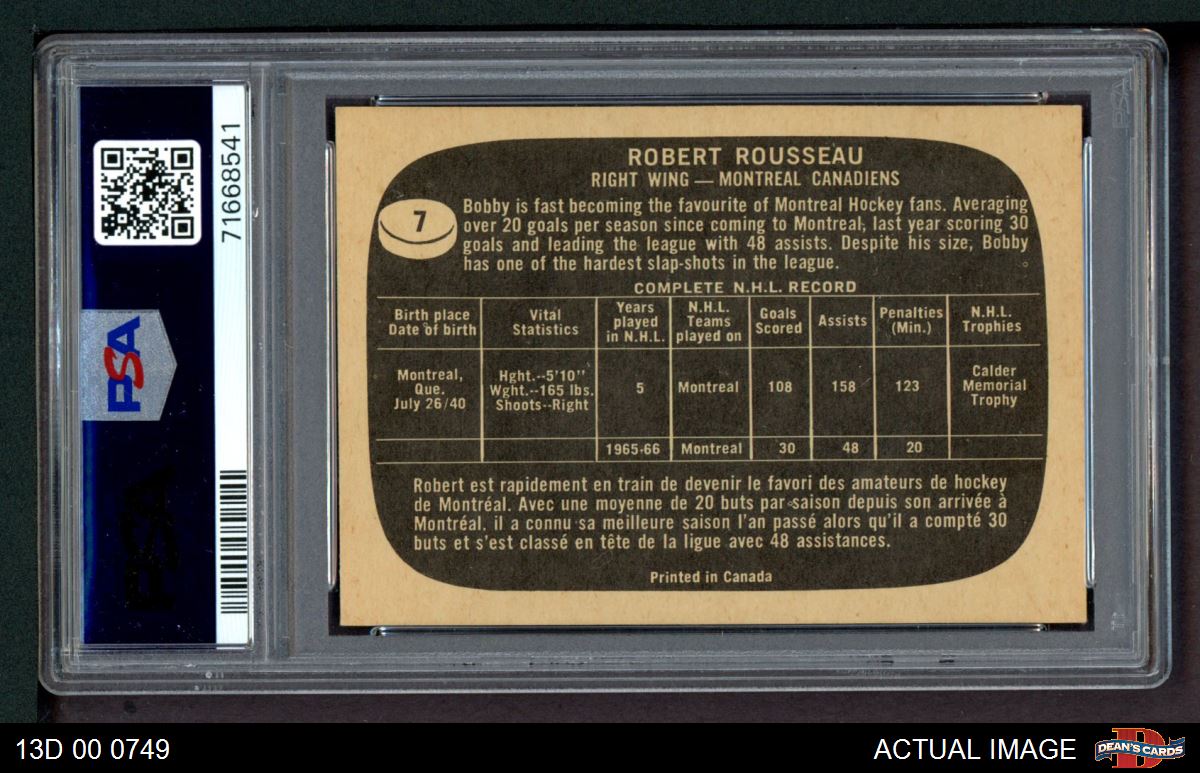 71668541
PSA
ROBERT ROUSSEAU
RIGHT WING — MONTREAL CANADIENS
7
Bobby is fast becoming the favourite of Montreal Hockey fans. Averaging
over 20 goals per season since coming to Montreal, last year scoring 30
goals and leading the league with 48 assists. Despite his size, Bobby
has one of the hardest slap-shots in the league.
COMPLETE N.H.L. RECORD
Birth place
Date of birth
Vital
Statistics
Years
played
in N.H.L.
N.H.L.
Teams
played on
Goals
Scored
Assists
Penalties
(Min.)
N.H.L.
Trophies
Montreal,
Que.
July 26/40
Hght.--5'10"
Wght.--165 lbs.
Shoots--Right
5
Montreal
108
158
123
Calder
Memorial
Trophy
1965-66
Montreal
30
48
20
Robert est rapidement en train de devenir le favori des amateurs de hockey
de Montréal. Avec une moyenne de 20 buts par saison depuis son arrivée à
Montréal, il a connu sa meilleure saison l'an passé alors qu'il a compté 30
buts et s'est classé en tête de la ligue avec 48 assistances.
Printed in Canada
PSA
PSA
13D 00 0749
ACTUAL IMAGE
DEAN'S CARDS